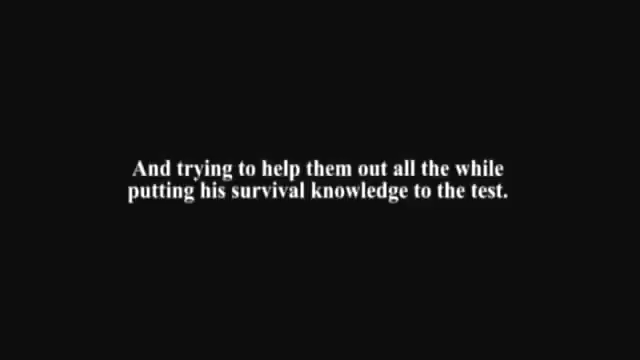 And trying to help them out all the while
putting his survival knowledge to the test.